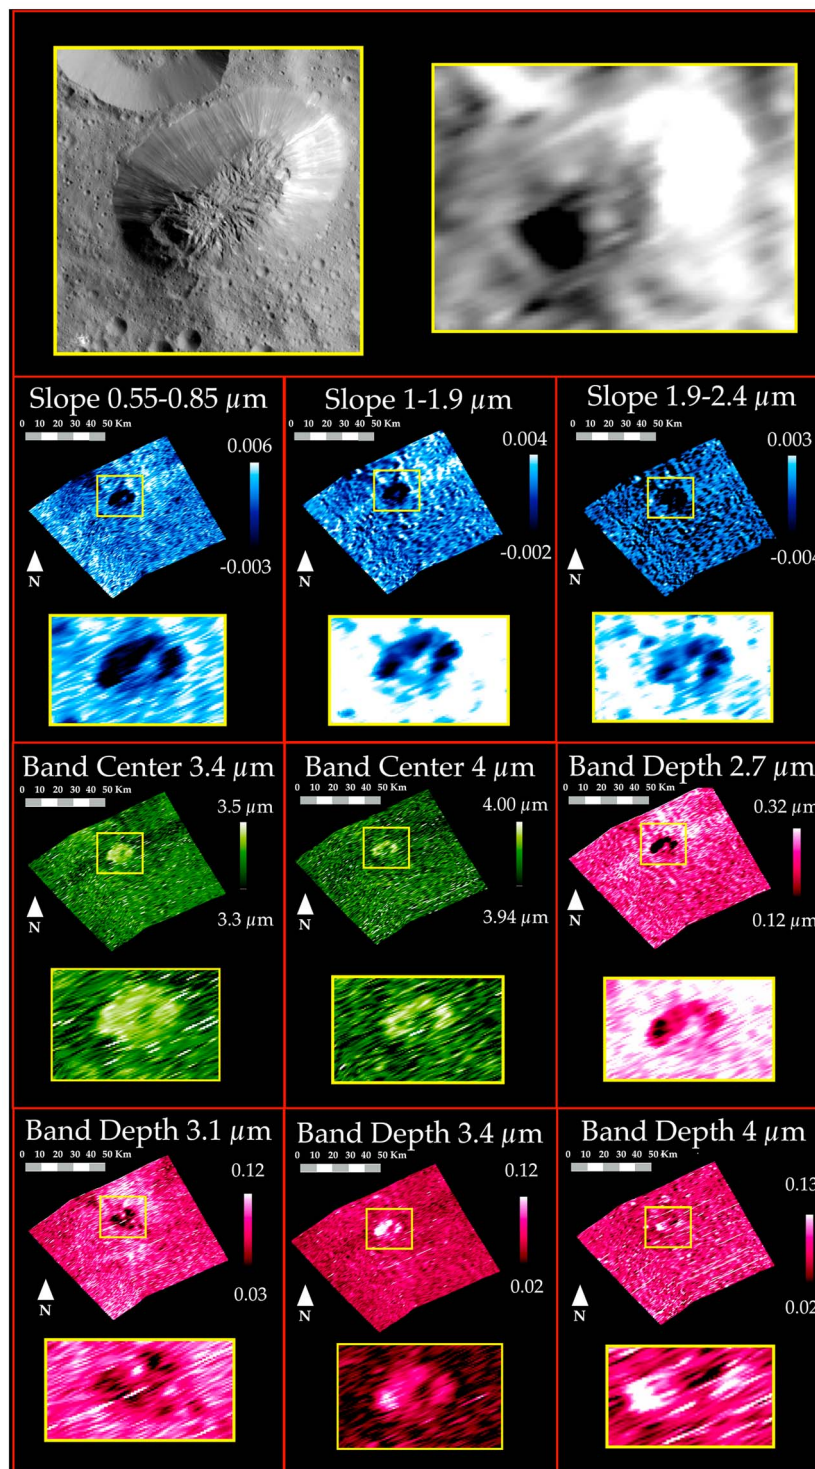 Slope 0.55-0.85 µm
0 10 20 30 40 50 Km
0.006
-0.003
N
Slope 1-1.9 µm
0 10 20 30 40 50 Km
0.004
-0.002
N
Slope 1.9-2.4 µm
0 10 20 30 40 50 Km
0.003
-0.004
N
Band Center 3.4 µm
0 10 20 30 40 50 Km
3.5 µm
3.3 µm
N
Band Center 4 µm
0 10 20 30 40 50 Km
4.00 µm
3.94 µm
N
Band Depth 2.7 µm
0 10 20 30 40 50 Km
0.32 µm
0.12 µm
N
Band Depth 3.1 µm
0 10 20 30 40 50 Km
0.12
0.03
N
Band Depth 3.4 µm
0 10 20 30 40 50 Km
0.12
0.02
N
Band Depth 4 µm
0 10 20 30 40 50 Km
0.13
0.02
N